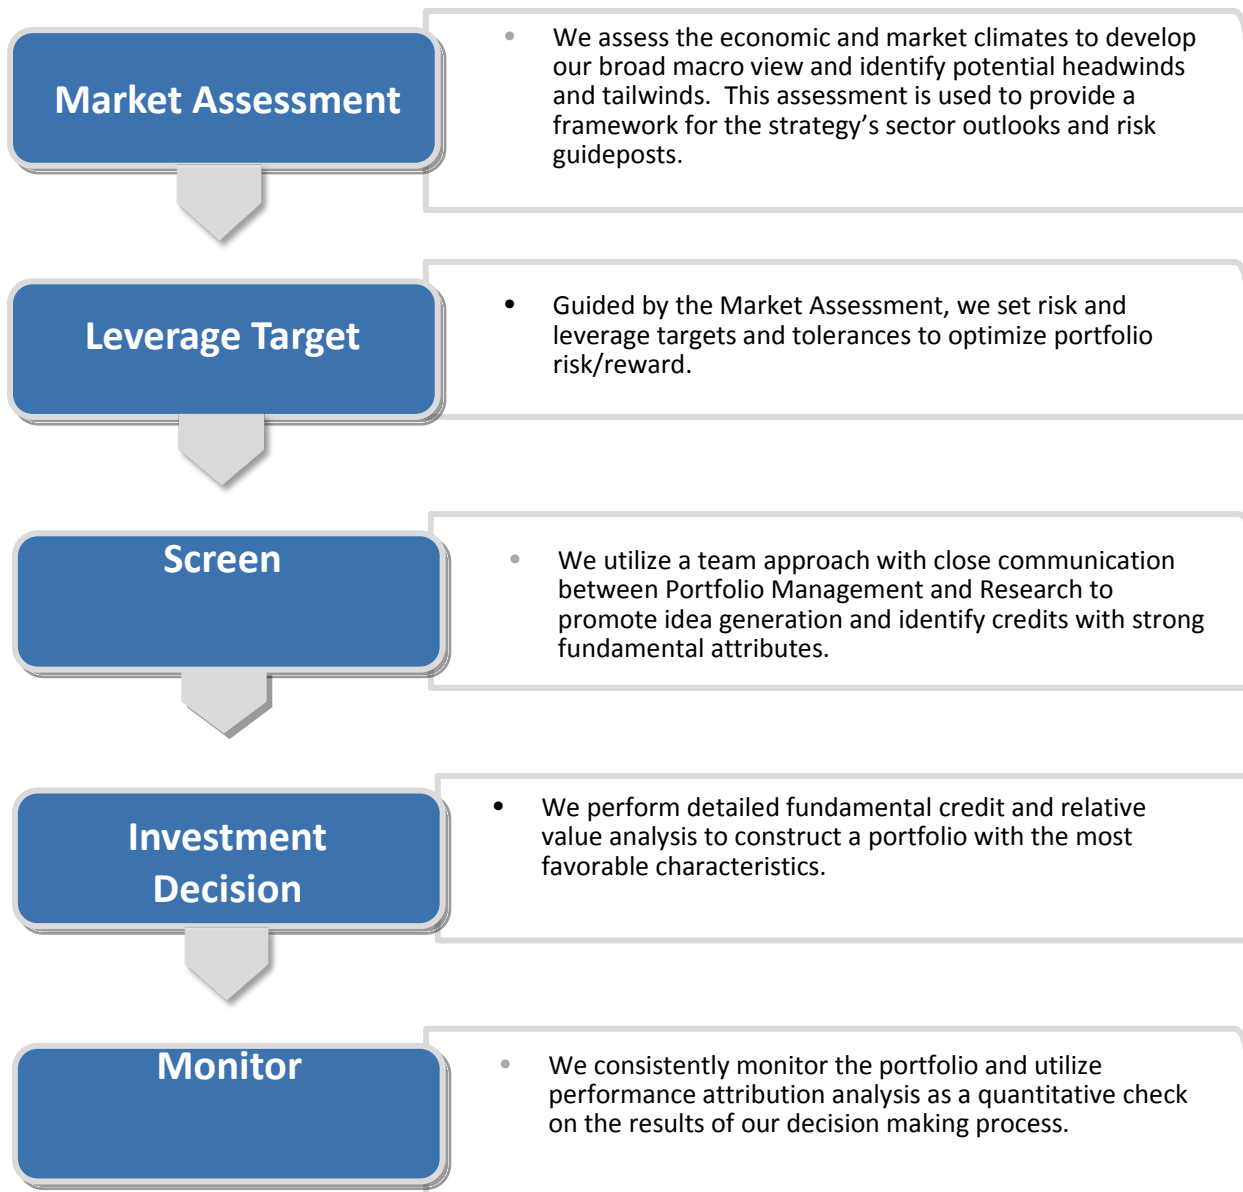 Market Assessment
• We assess the economic and market climates to develop
our broad macro view and identify potential headwinds
and tailwinds.  This assessment is used to provide a
framework for the strategy’s sector outlooks and risk
guideposts.
Leverage Target
• Guided by the Market Assessment, we set risk and
leverage targets and tolerances to optimize portfolio
risk/reward.
Screen
• We utilize a team approach with close communication
between Portfolio Management and Research to
promote idea generation and identify credits with strong
fundamental attributes.
Investment
Decision
• We perform detailed fundamental credit and relative
value analysis to construct a portfolio with the most
favorable characteristics.
Monitor
• We consistently monitor the portfolio and utilize
performance attribution analysis as a quantitative check
on the results of our decision making process.